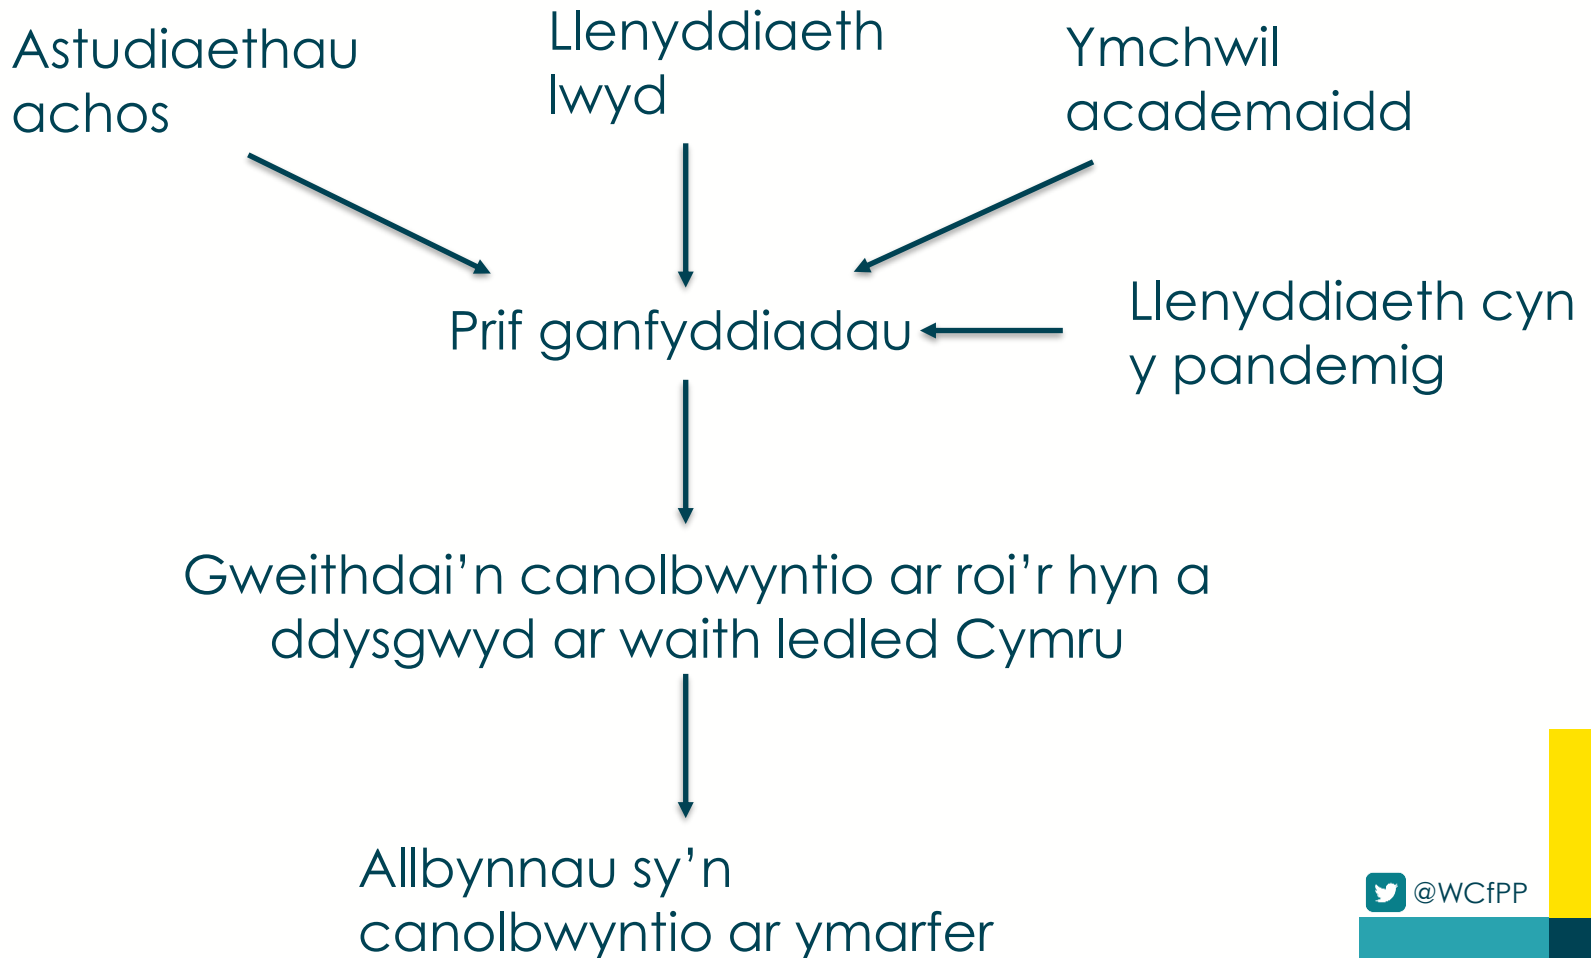 Astudiaethau
achos
Llenyddiaeth
lwyd
Ymchwil
academaidd
Prif ganfyddiadau
Llenyddiaeth cyn
y pandemig
Gweithdai’n canolbwyntio ar roi’r hyn a
ddysgwyd ar waith ledled Cymru
Allbynnau sy’n
canolbwyntio ar ymarfer
@WCfPP